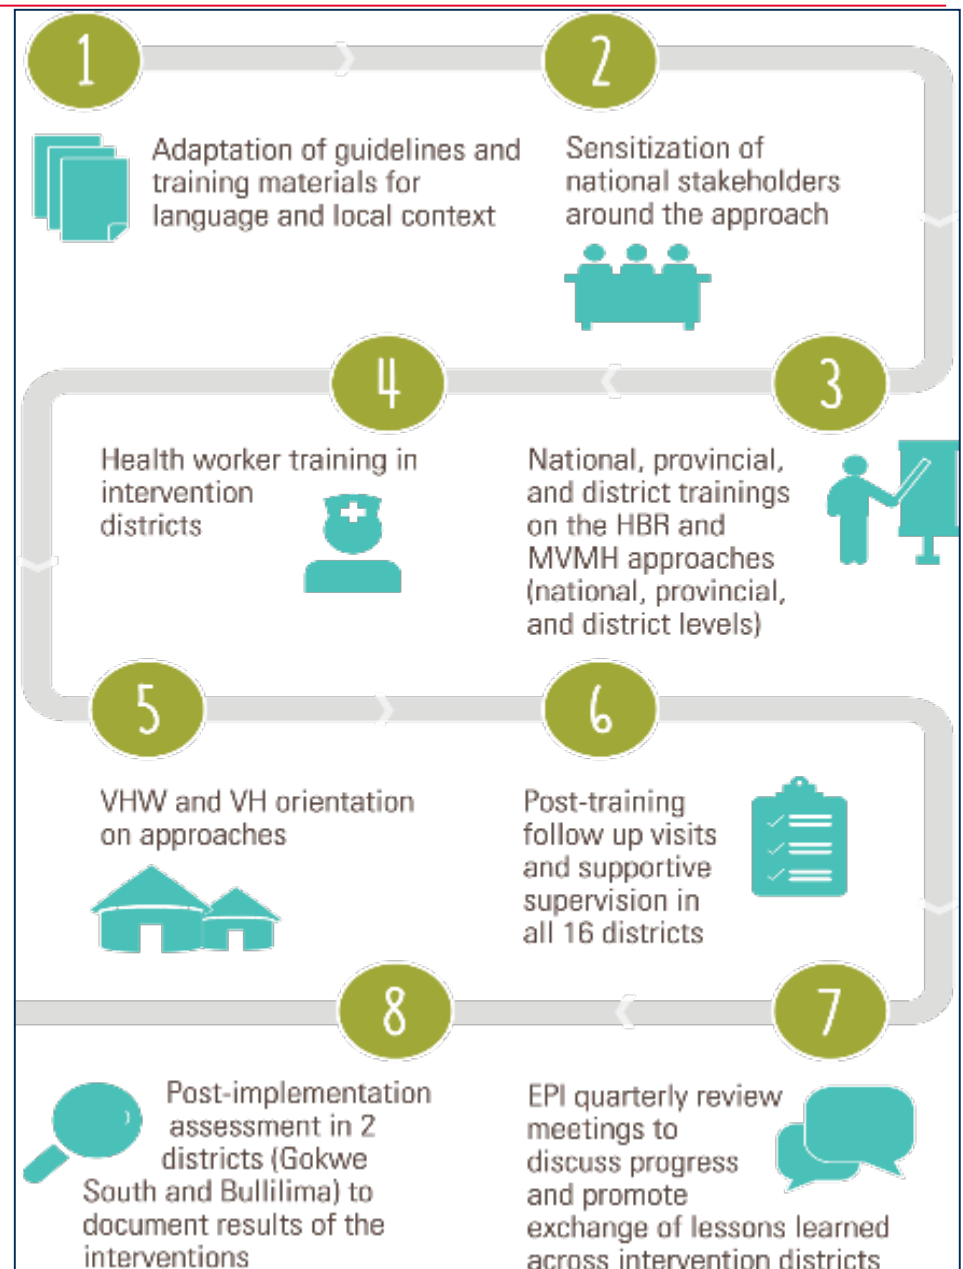 1
Adaptation of guidelines and
training materials for
language and local context
2
Sensitization of
national stakeholders
around the approach
3
National, provincial,
and district trainings
on the HBR and
MVMH approaches
(national, provincial,
and district levels)
4
Health worker training in
intervention
districts
5
VHW and VH orientation
on approaches
6
Post-training
follow up visits
and supportive
supervision in
all 16 districts
7
EPI quarterly review
meetings to
discuss progress
and promote
exchange of lessons learned
across intervention districts
8
Post-implementation
assessment in 2
districts (Gokwe
South and Bullilima) to
document results of the
interventions